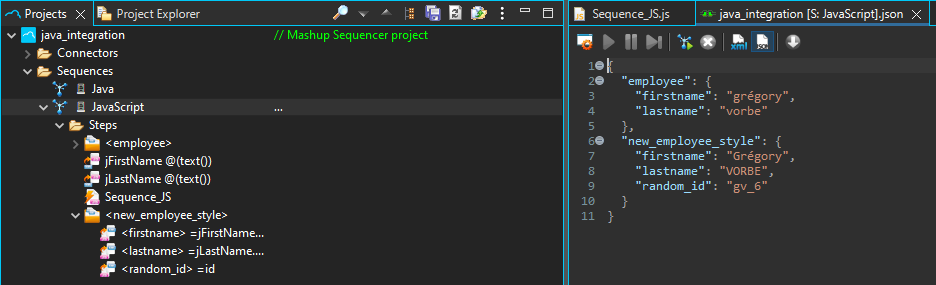 Projects
Project Explorer
java_integration // Mashup Sequencer project
Connectors
Sequences
Java
JavaScript ...
Steps
<employee>
jFirstName @(text())
jLastName @(text())
Sequence_JS
<new_employee_style>
<firstname> =jFirstName...
<lastname> =jLastName....
<random_id> =id
Sequence_JS.js
java_integration [S: JavaScript].json
xml
1 {
2 "employee": {
3 "firstname": "grégory",
4 "lastname": "vorbe"
5 },
6 "new_employee_style": {
7 "firstname": "Grégory",
8 "lastname": "VORBE",
9 "random_id": "gv_6"
10 }
11 }